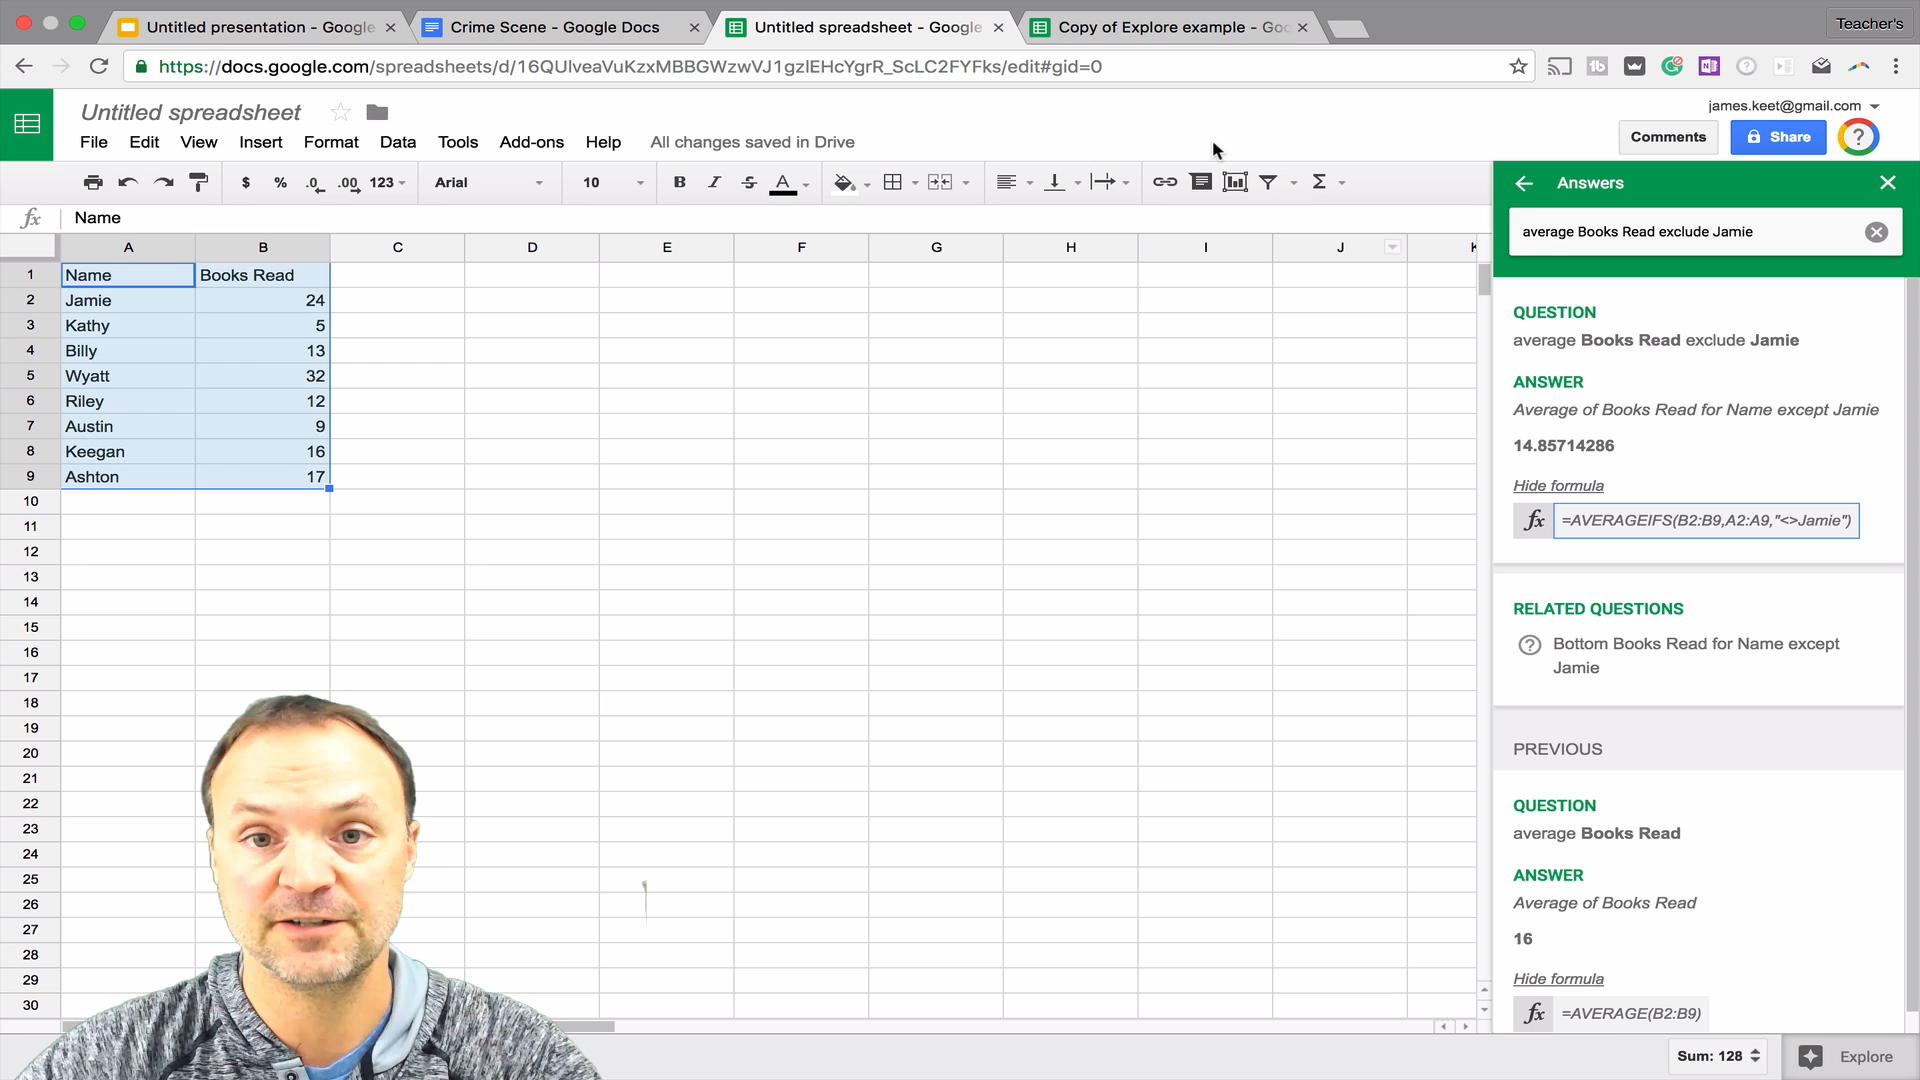 Untitled presentation - Google
Crime Scene - Google Docs
Untitled spreadsheet - Google
Copy of Explore example - Goo
Teacher's
https://docs.google.com/spreadsheets/d/16QUlveaVuKzxMBBGWzwVJ1gzlEHcYgrR_ScLC2FYFks/edit#gid=0
Untitled spreadsheet
james.keet@gmail.com
File Edit View Insert Format Data Tools Add-ons Help All changes saved in Drive
Comments Share
$ % .0 .00 123 Arial 10 B I S A Σ
fx Name
A B C D E F G H I J K
1 Name Books Read
2 Jamie 24
3 Kathy 5
4 Billy 13
5 Wyatt 32
6 Riley 12
7 Austin 9
8 Keegan 16
9 Ashton 17
10
11
12
13
14
15
16
17
18
19
20
21
22
23
24
25
26
27
28
29
30
Answers
average Books Read exclude Jamie
QUESTION
average Books Read exclude Jamie
ANSWER
Average of Books Read for Name except Jamie
14.85714286
Hide formula
fx =AVERAGEIFS(B2:B9,A2:A9,"<>Jamie")
RELATED QUESTIONS
Bottom Books Read for Name except
Jamie
PREVIOUS
QUESTION
average Books Read
ANSWER
Average of Books Read
16
Hide formula
fx =AVERAGE(B2:B9)
Sum: 128 Explore